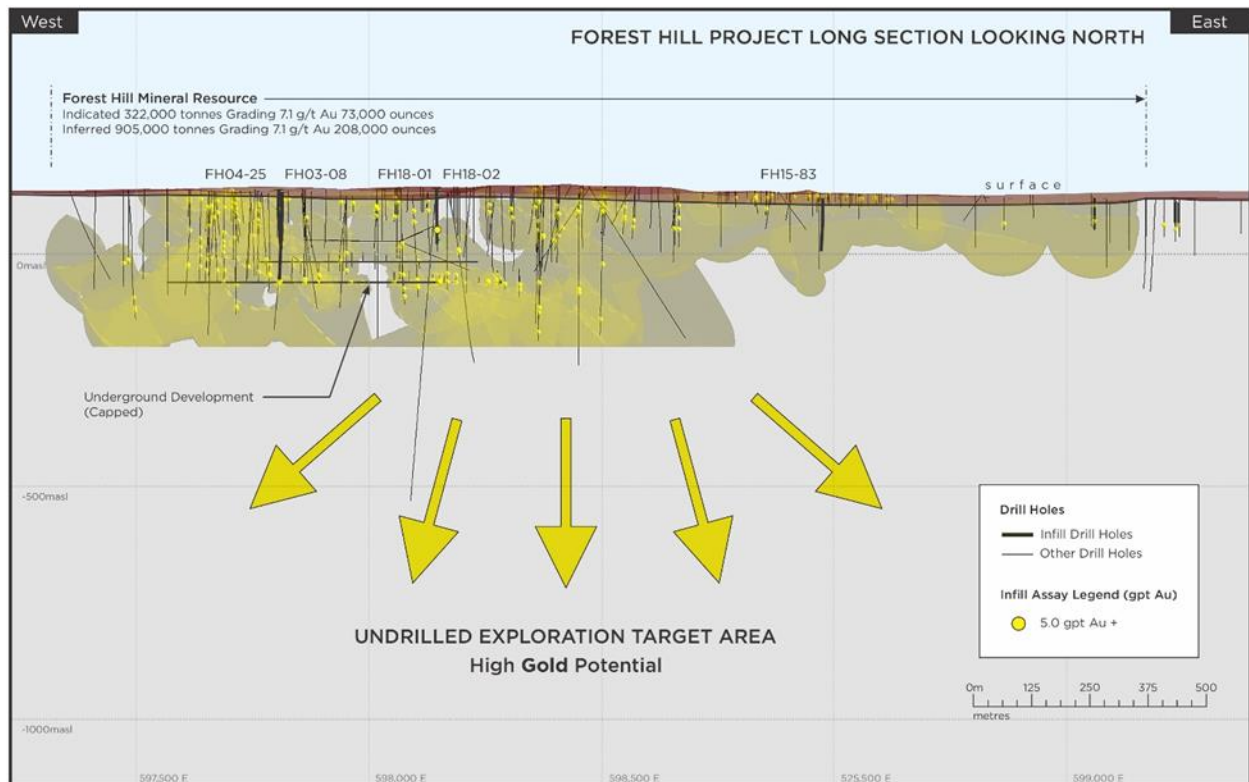 West
East
FOREST HILL PROJECT LONG SECTION LOOKING NORTH
Forest Hill Mineral Resource
Indicated 322,000 tonnes Grading 7.1 g/t Au 73,000 ounces
Inferred 905,000 tonnes Grading 7.1 g/t Au 208,000 ounces
FH04-25 FH03-08 FH18-01 FH18-02 FH15-83
surface
0masl
Underground Development
(Capped)
-500masl
UNDRILLED EXPLORATION TARGET AREA
High Gold Potential
Drill Holes
Infill Drill Holes
Other Drill Holes
Infill Assay Legend (gpt Au)
5.0 gpt Au +
0m 125 250 375 500
metres
-1000masl
597,500 E 598,000 E 598,500 E 525,500 E 599,000 E